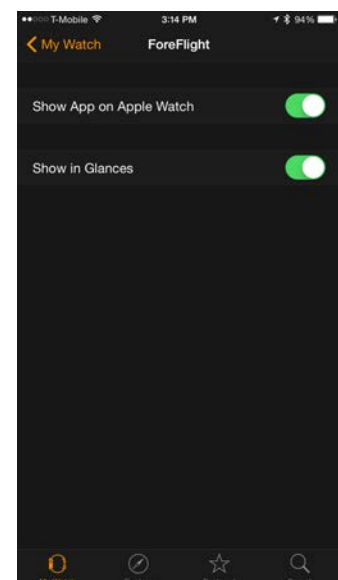 T-Mobile 3:14 PM 94%
My Watch ForeFlight
Show App on Apple Watch
Show in Glances